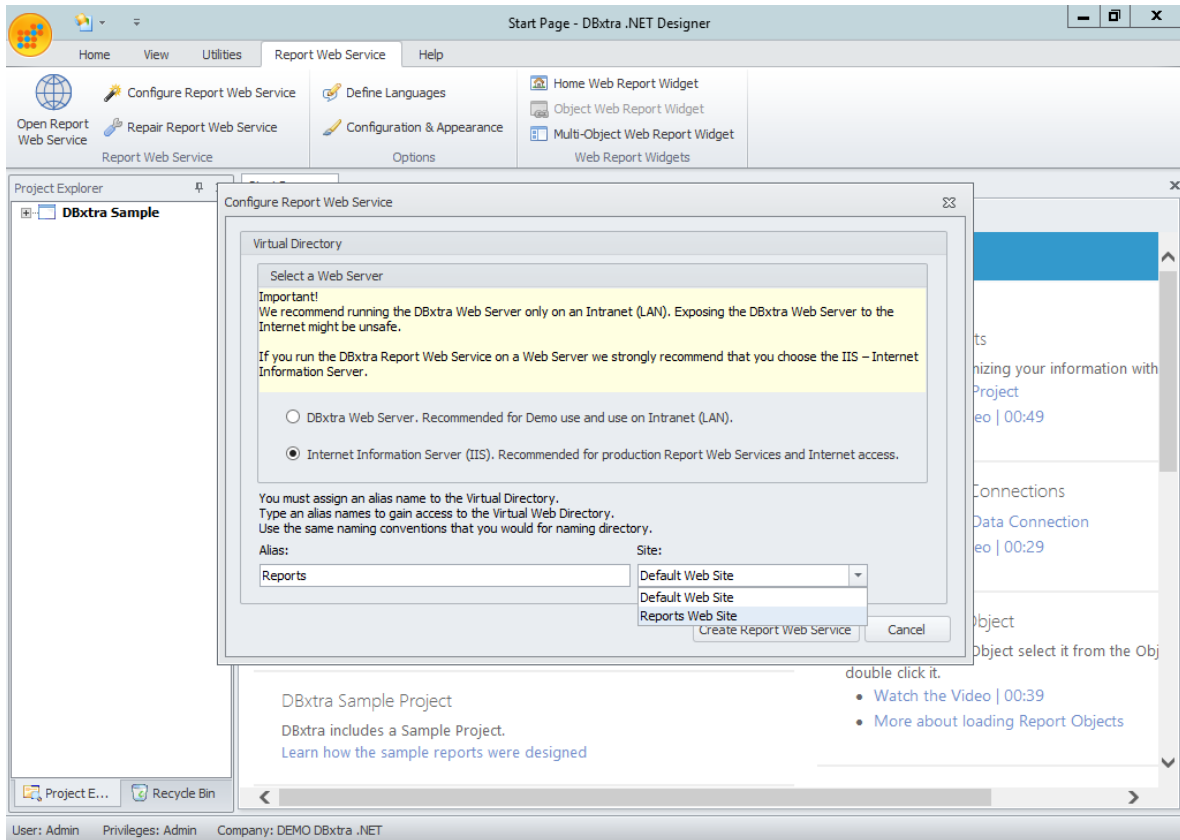 Start Page - DBxtra .NET Designer
Home View Utilities Report Web Service Help
Open Report Web Service
Configure Report Web Service
Repair Report Web Service
Report Web Service
Define Languages
Configuration & Appearance
Options
Home Web Report Widget
Object Web Report Widget
Multi-Object Web Report Widget
Web Report Widgets
Project Explorer
DBxtra Sample
Configure Report Web Service
Virtual Directory
Select a Web Server
Important!
We recommend running the DBxtra Web Server only on an Intranet (LAN). Exposing the DBxtra Web Server to the
Internet might be unsafe.
If you run the DBxtra Report Web Service on a Web Server we strongly recommend that you choose the IIS – Internet
Information Server.
DBxtra Web Server. Recommended for Demo use and use on Intranet (LAN).
Internet Information Server (IIS). Recommended for production Report Web Services and Internet access.
You must assign an alias name to the Virtual Directory.
Type an alias names to gain access to the Virtual Web Directory.
Use the same naming conventions that you would for naming directory.
Alias: Site:
Reports Default Web Site
Default Web Site
Reports Web Site
Create Report Web Service Cancel
ts
nizing your information with
Project
eo | 00:49
Connections
Data Connection
eo | 00:29
bject
Object select it from the Obj
double click it.
• Watch the Video | 00:39
• More about loading Report Objects
DBxtra Sample Project
DBxtra includes a Sample Project.
Learn how the sample reports were designed
Project E... Recycle Bin
User: Admin Privileges: Admin Company: DEMO DBxtra .NET